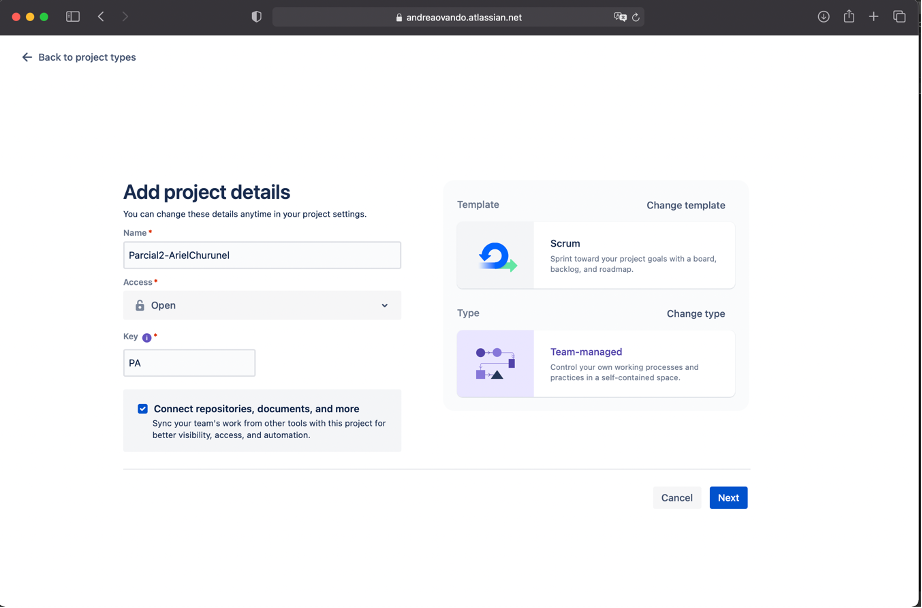 andreaovando.atlassian.net
Back to project types
Add project details
You can change these details anytime in your project settings.
Name *
Parcial2-ArielChurunel
Access *
Open
Key i *
PA
Connect repositories, documents, and more
Sync your team's work from other tools with this project for
better visibility, access, and automation.
Template
Change template
Scrum
Sprint toward your project goals with a board,
backlog, and roadmap.
Type
Change type
Team-managed
Control your own working processes and
practices in a self-contained space.
Cancel
Next